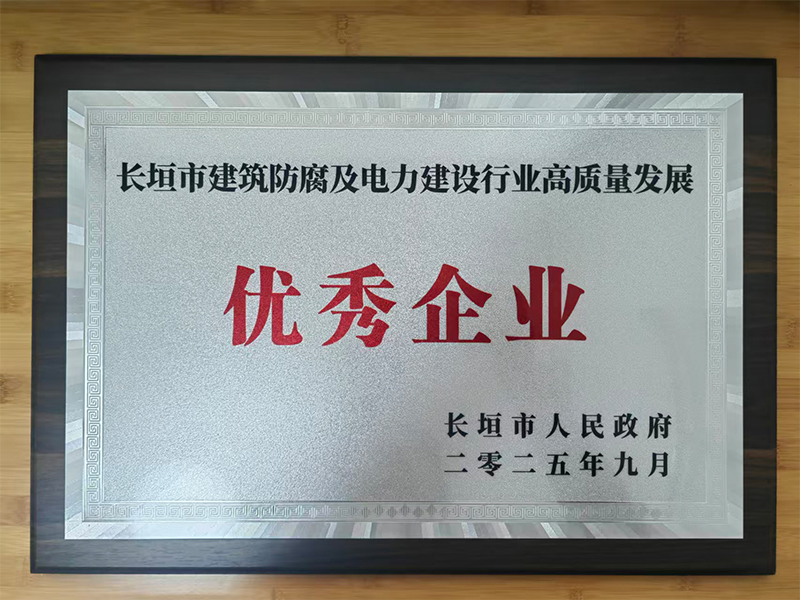 长垣市建筑防腐及电力建设行业高质量发展
优秀企业
长垣市人民政府
二零二五年九月